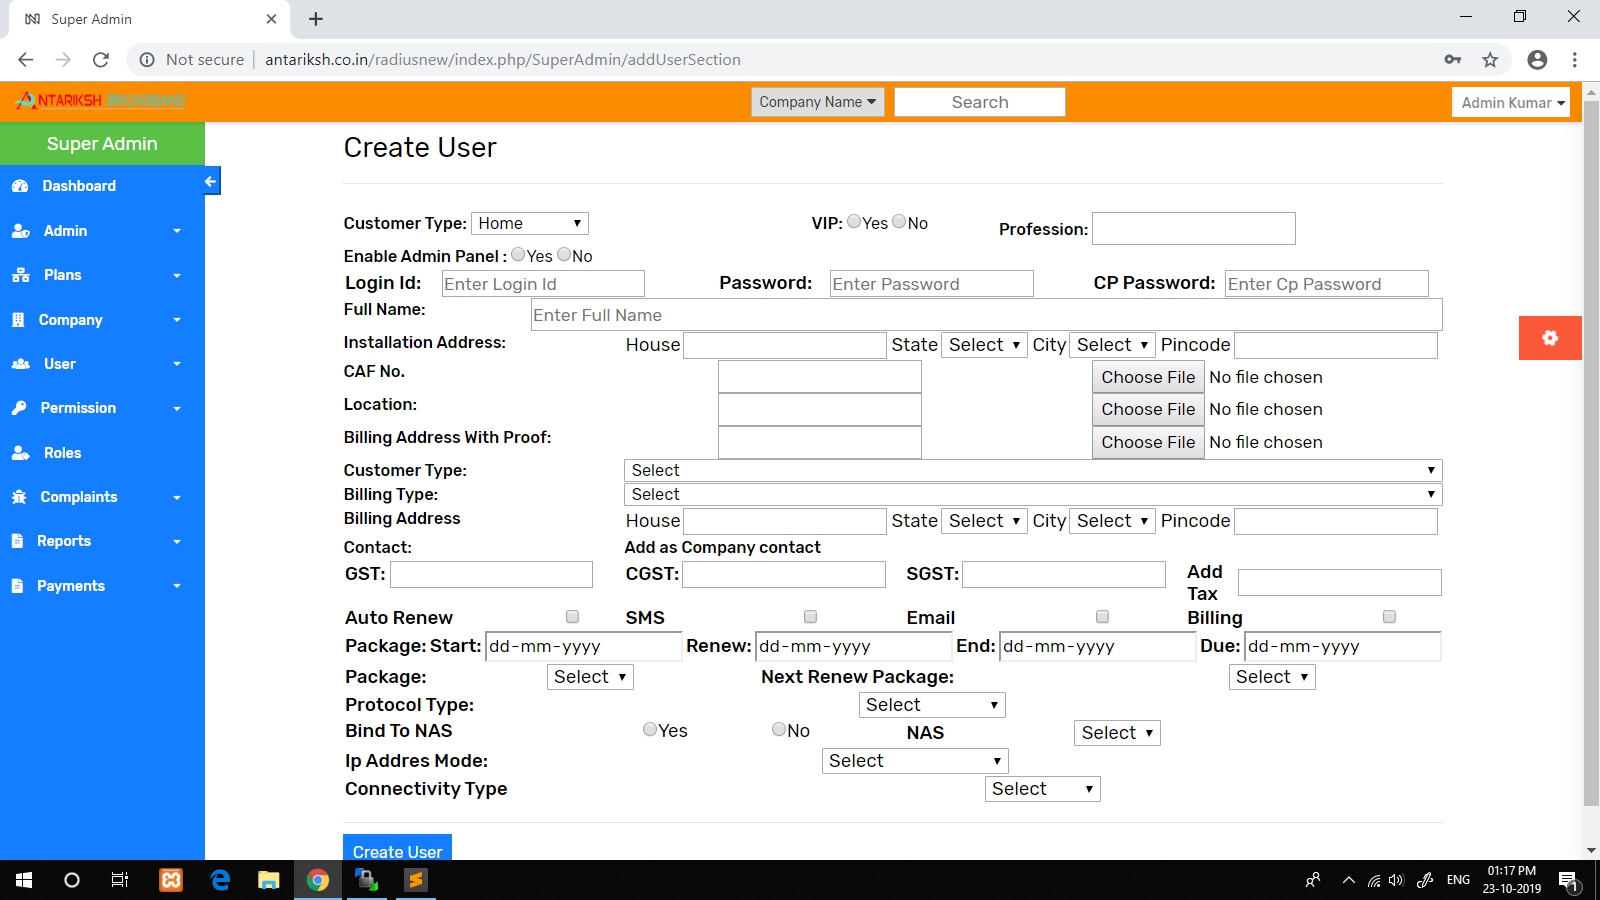 Super Admin
Not secure
antariksh.co.in/radiusnew/index.php/SuperAdmin/addUserSection
NTARIKSH BROADBAND
Company Name
Search
Admin Kumar
Super Admin
Dashboard
Admin
Plans
Company
User
Permission
Roles
Complaints
Reports
Payments
Create User
Customer Type: Home VIP: Yes No Profession:
Enable Admin Panel : Yes No
Login Id: Enter Login Id Password: Enter Password CP Password: Enter Cp Password
Full Name: Enter Full Name
Installation Address: House State Select City Select Pincode
CAF No. Choose File No file chosen
Location: Choose File No file chosen
Billing Address With Proof: Choose File No file chosen
Customer Type: Select
Billing Type: Select
Billing Address House State Select City Select Pincode
Contact: Add as Company contact
GST: CGST: SGST: Add Tax
Auto Renew SMS Email Billing
Package: Start: dd-mm-yyyy Renew: dd-mm-yyyy End: dd-mm-yyyy Due: dd-mm-yyyy
Package: Select Next Renew Package: Select
Protocol Type: Select
Bind To NAS Yes No NAS Select
Ip Addres Mode: Select
Connectivity Type Select
Create User
ENG
01:17 PM
23-10-2019
1